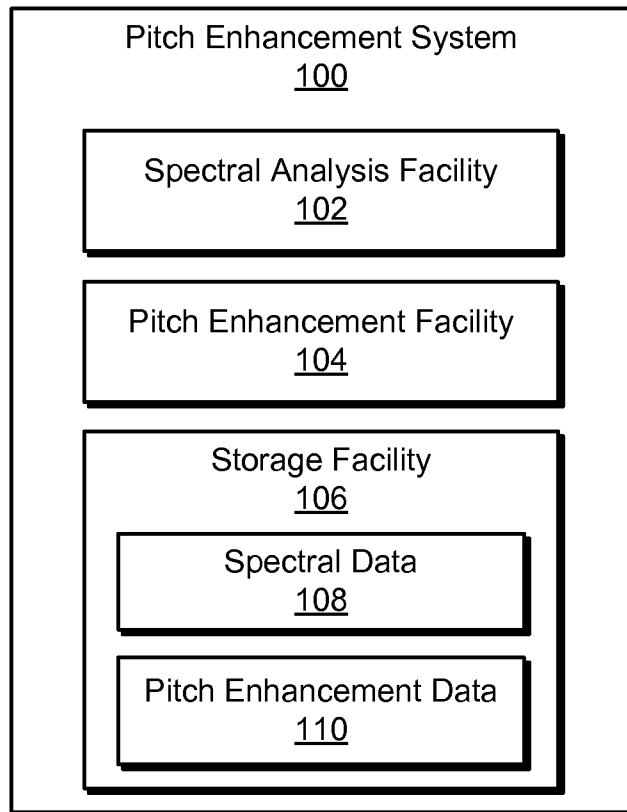 Pitch Enhancement System
100
Spectral Analysis Facility
102
Pitch Enhancement Facility
104
Storage Facility
106
Spectral Data
108
Pitch Enhancement Data
110